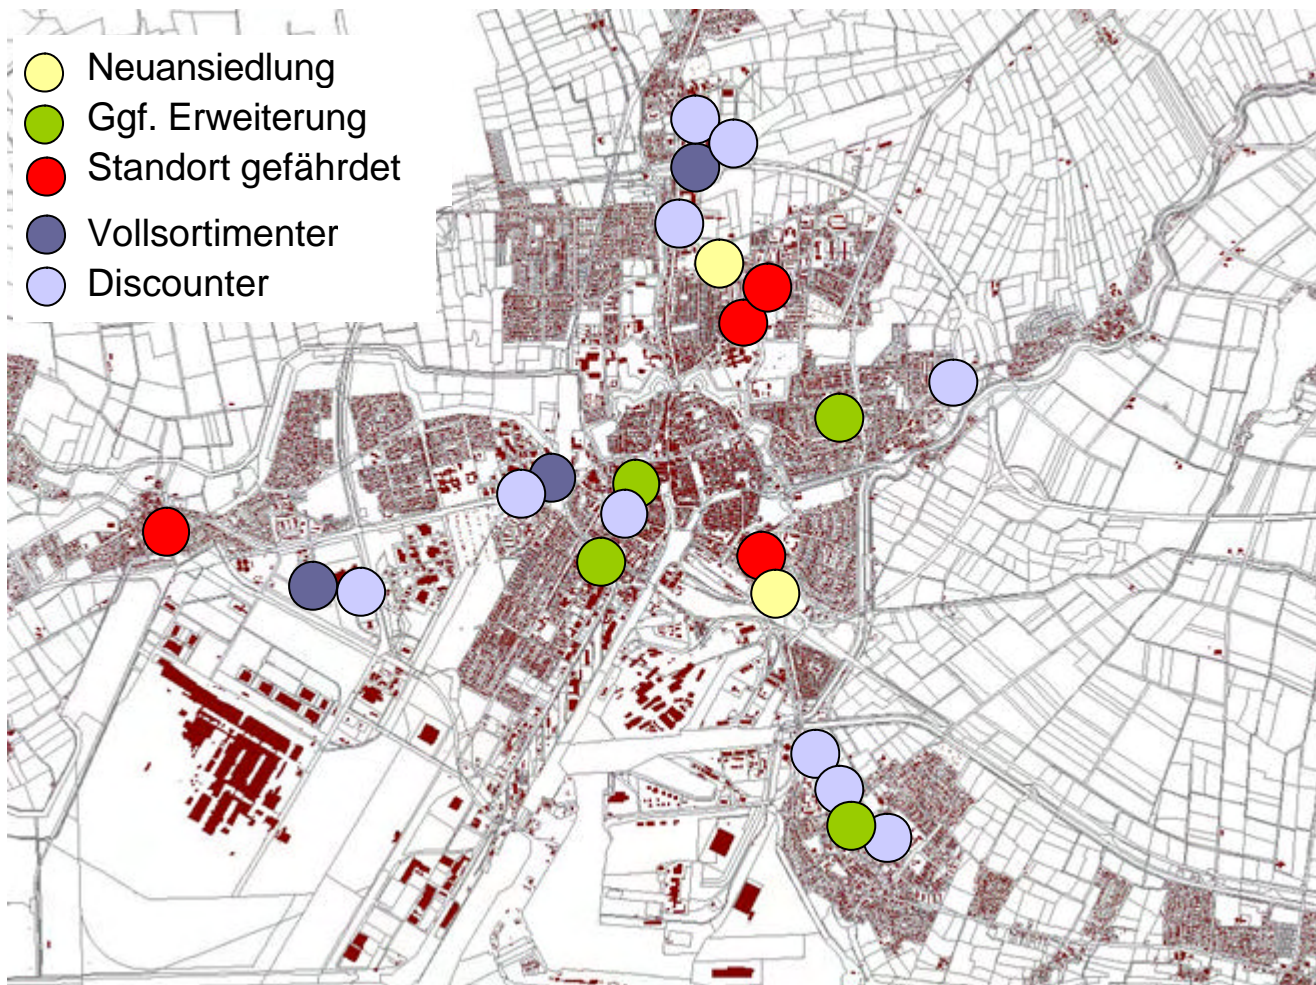 Neuansiedlung
Ggf. Erweiterung
Standort gefährdet
Vollsortimenter
Discounter